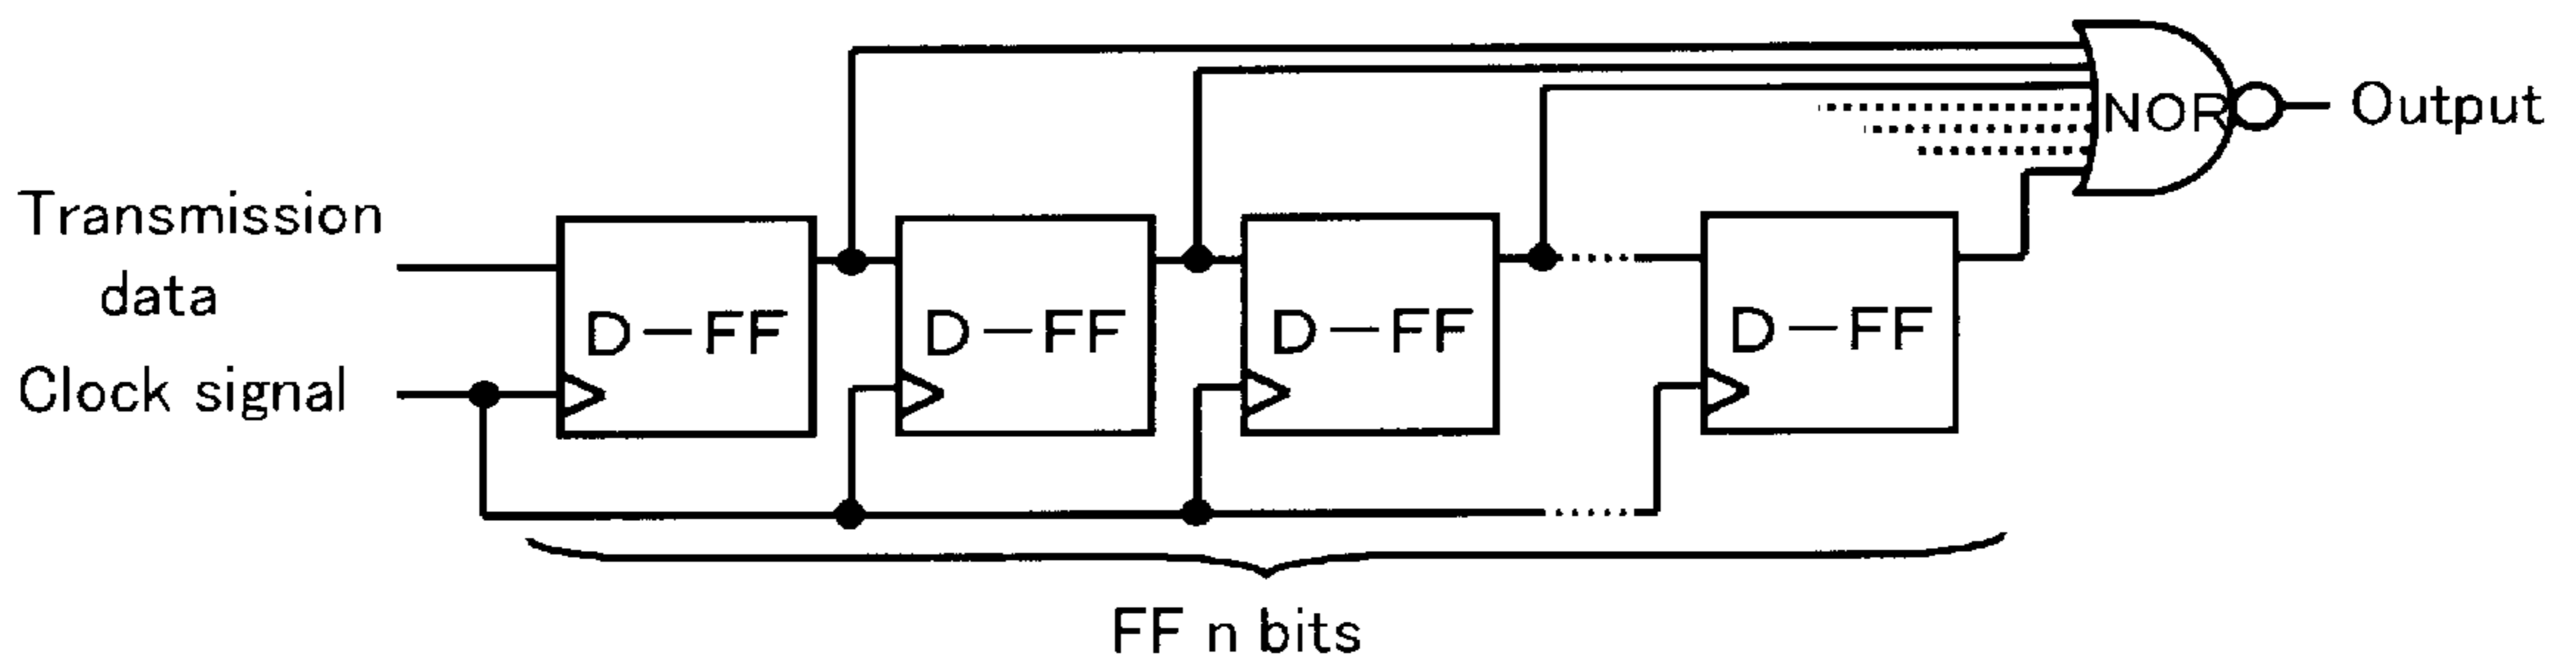 NOR
Output
Transmission
data
Clock signal
D-FF
D-FF
D-FF
D-FF
FF n bits